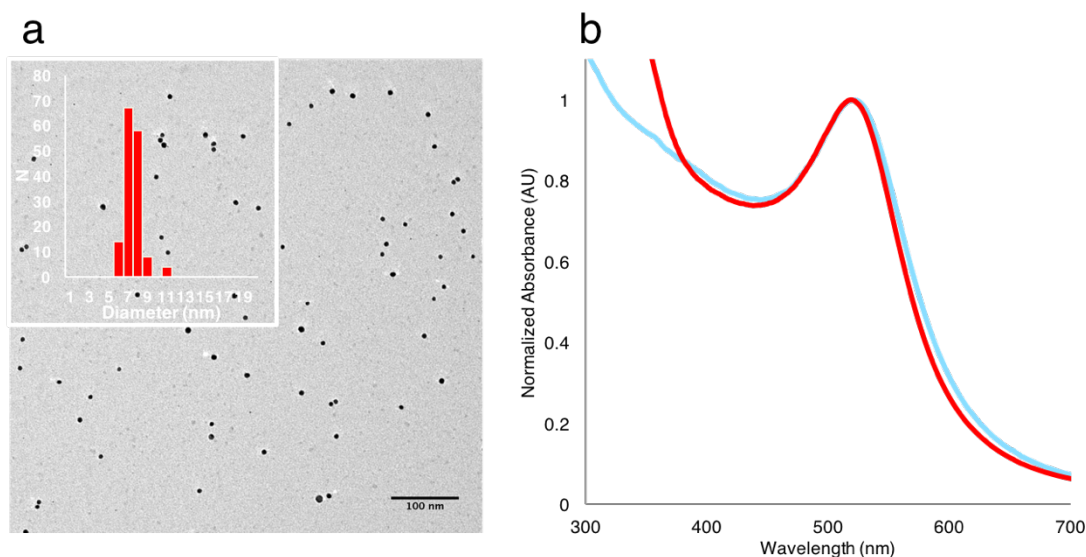 a
80
70
60
50
40
30
20
10
0
N
1 3 5 7 9 11 13 15 17 19
Diameter (nm)
100 nm
b
1
0.8
0.6
0.4
0.2
0
Normalized Absorbance (AU)
300 400 500 600 700
Wavelength (nm)